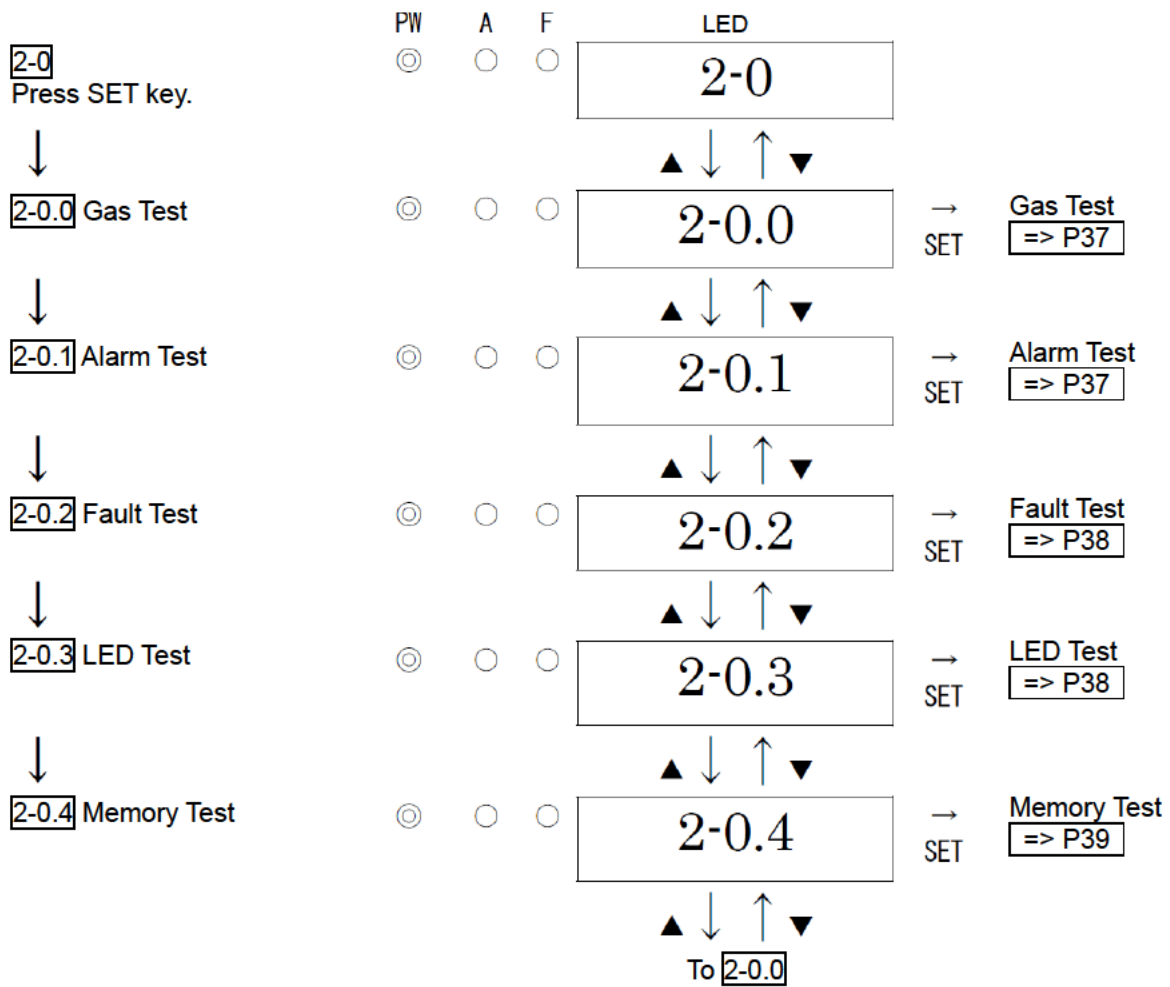 PW A F LED
2-0 2-0
Press SET key.
↓ ▲ ↓ ↑ ▼
2-0.0 Gas Test 2-0.0 → Gas Test
SET => P37
↓ ▲ ↓ ↑ ▼
2-0.1 Alarm Test 2-0.1 → Alarm Test
SET => P37
↓ ▲ ↓ ↑ ▼
2-0.2 Fault Test 2-0.2 → Fault Test
SET => P38
↓ ▲ ↓ ↑ ▼
2-0.3 LED Test 2-0.3 → LED Test
SET => P38
↓ ▲ ↓ ↑ ▼
2-0.4 Memory Test 2-0.4 → Memory Test
SET => P39
▲ ↓ ↑ ▼
To 2-0.0